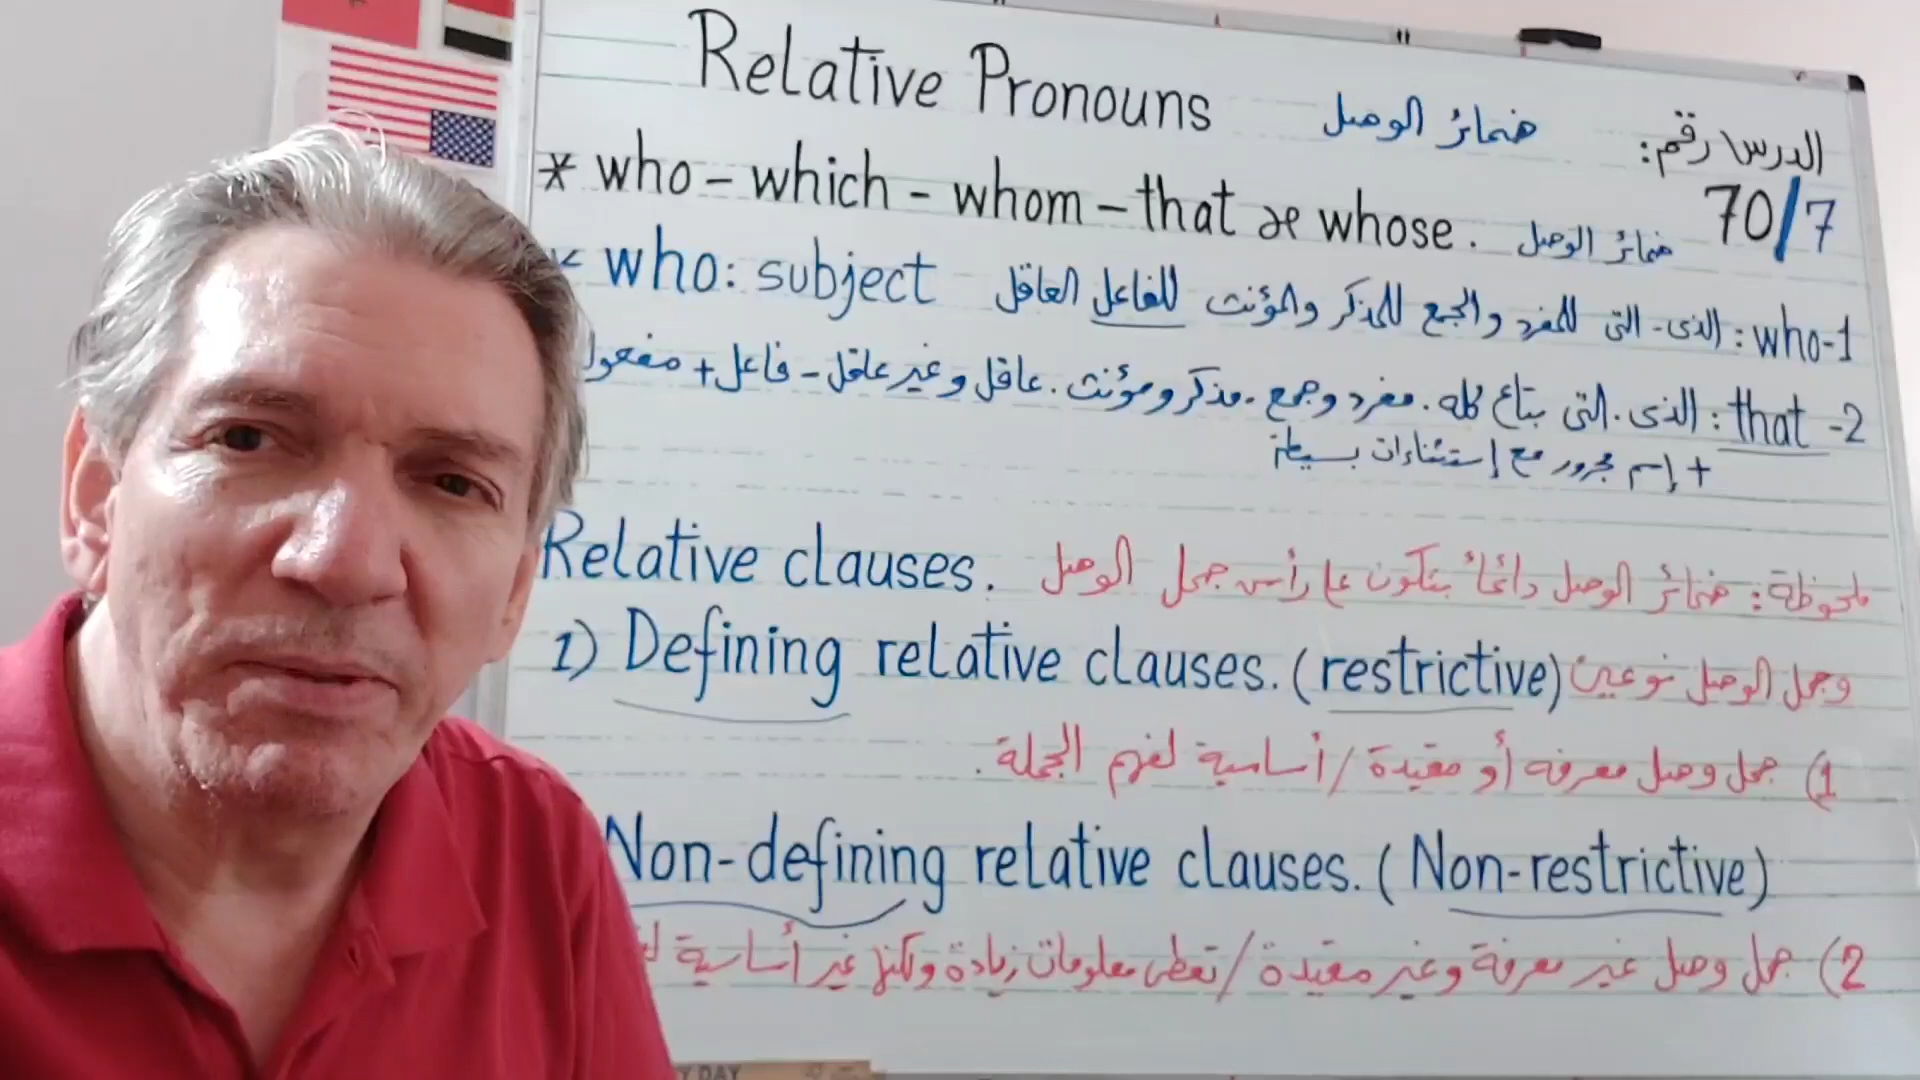 Relative Pronouns ضمائر الوصل
الدرس رقم:
70/7
* who - which - whom - that & whose. ضمائر الوصل
who: subject
who-1: الذى - التى للمفرد والجمع للمذكر والمؤنث للفاعل العاقل
that -2: الذى. التى بتاع كله. مفرد وجمع. مذكر ومؤنث. عاقل وغير عاقل - فاعل + مفعول
+ إسم مجرور مع إستثناءات بسيطة
Relative clauses.
ملحوظة: ضمائر الوصل دائماً بتكون على رأس جمل الوصل
1) Defining relative clauses. (restrictive)
وجمل الوصل نوعين
1) جمل وصل معرفه أو مقيدة / أساسية لفهم الجملة.
Non-defining relative clauses. (Non-restrictive)
2) جمل وصل غير معرفة وغير مقيدة / تعطى معلومات زيادة ولكنها غير أساسية
DAY